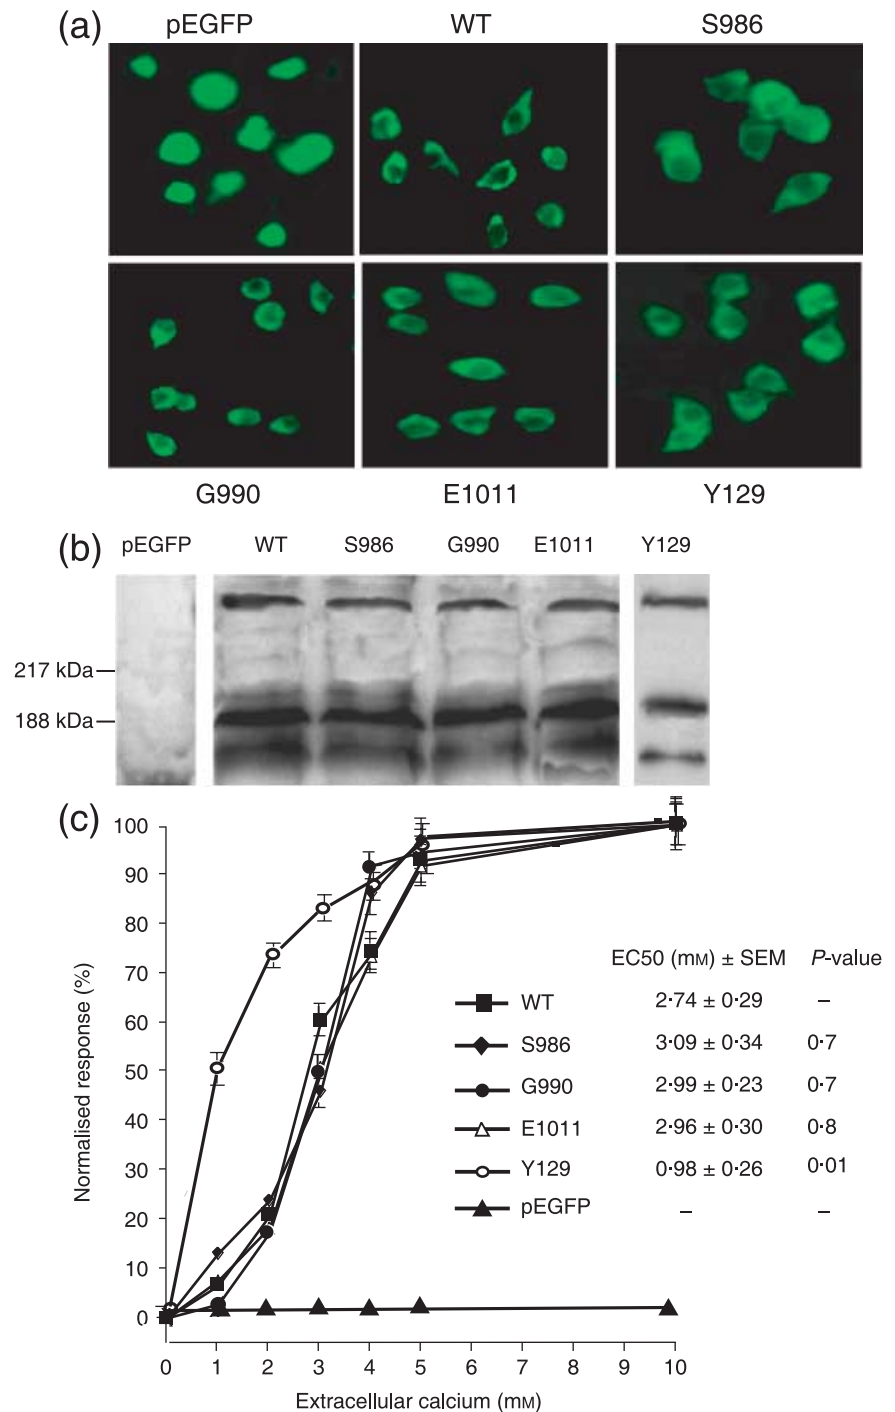 (a)
pEGFP WT S986
G990 E1011 Y129
(b)
pEGFP WT S986 G990 E1011 Y129
217 kDa
188 kDa
(c)
100
90
80
70
60
50
40
30
20
10
0
Normalised response (%)
0 1 2 3 4 5 6 7 8 9 10
Extracellular calcium (mM)
EC50 (mM) ± SEM P-value
WT 2·74 ± 0·29 –
S986 3·09 ± 0·34 0·7
G990 2·99 ± 0·23 0·7
E1011 2·96 ± 0·30 0·8
Y129 0·98 ± 0·26 0·01
pEGFP – –